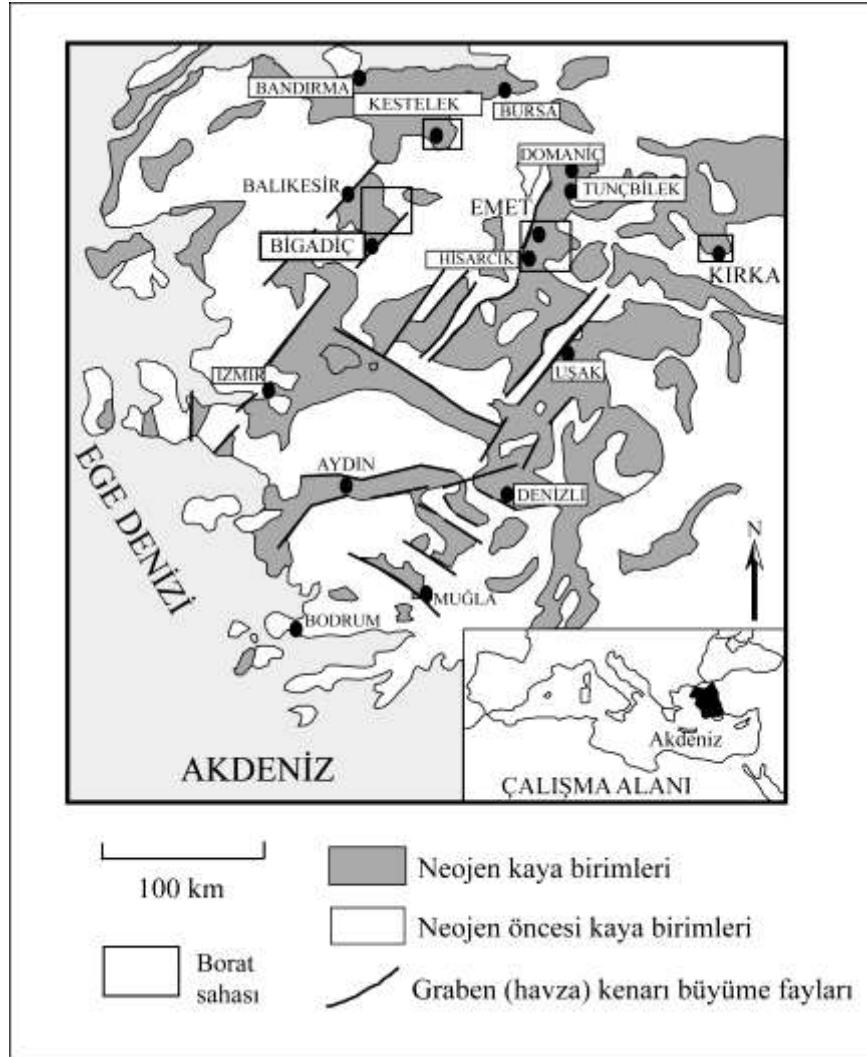 BANDIRMA
KESTELEK
BURSA
DOMANİÇ
BALIKESİR
TUNÇBİLEK
EMET
BİGADİÇ
HİSARCIK
KIRKA
İZMİR
UŞAK
EGE DENİZİ
AYDIN
DENİZLİ
N
MUĞLA
BODRUM
AKDENİZ
Akdeniz
ÇALIŞMA ALANI
100 km
Neojen kaya birimleri
Neojen öncesi kaya birimleri
Borat
sahası
Graben (havza) kenarı büyüme fayları